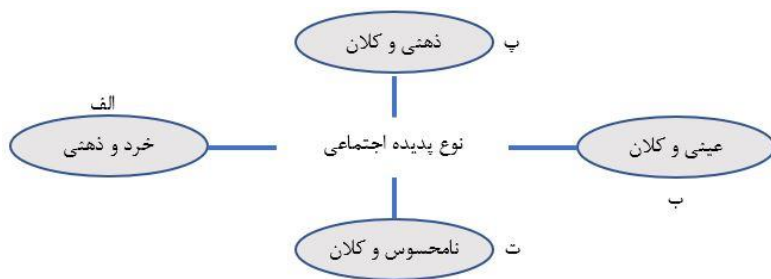 ذهنی و کلان
پ
الف
خرد و ذهنی
نوع پدیده اجتماعی
عینی و کلان
ب
نامحسوس و کلان
ت